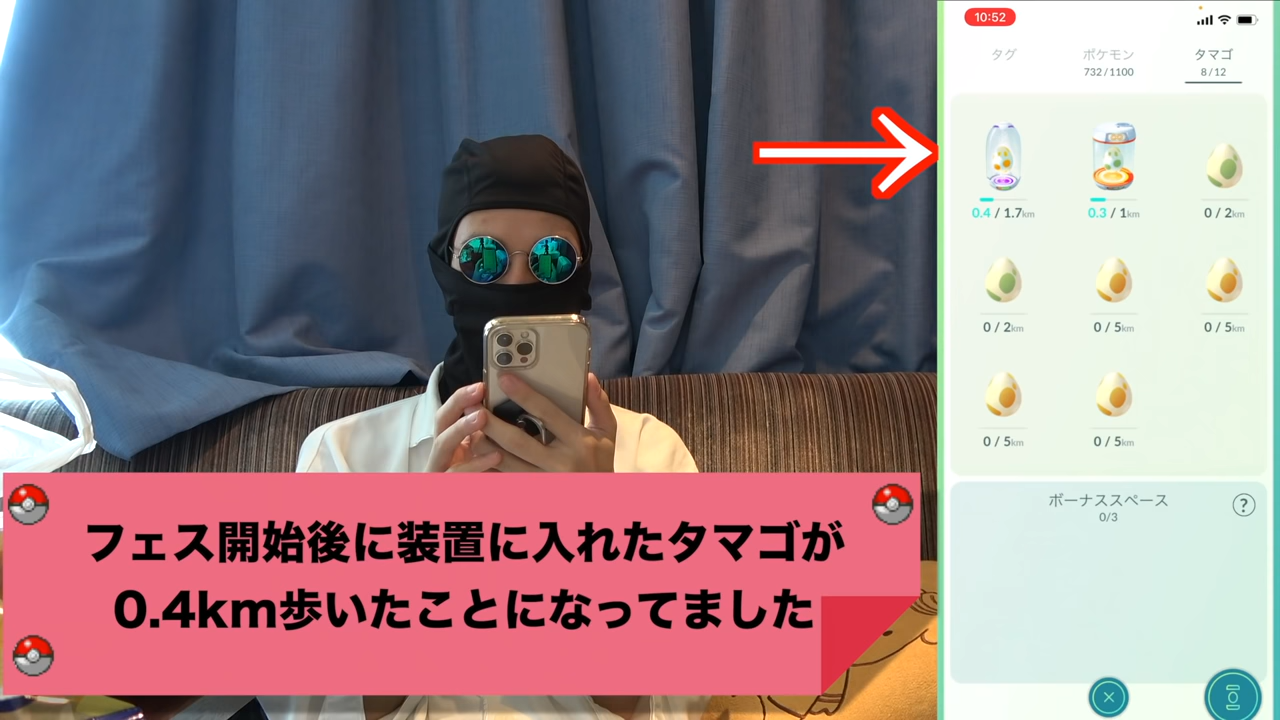 10:52
タグ
ポケモン
732/1100
タマゴ
8/12
0.4 / 1.7km
0.3 / 1km
0 / 2km
0 / 2km
0 / 5km
0 / 5km
0 / 5km
0 / 5km
ボーナススペース
0/3
?
フェス開始後に装置に入れたタマゴが
0.4km歩いたことになってました